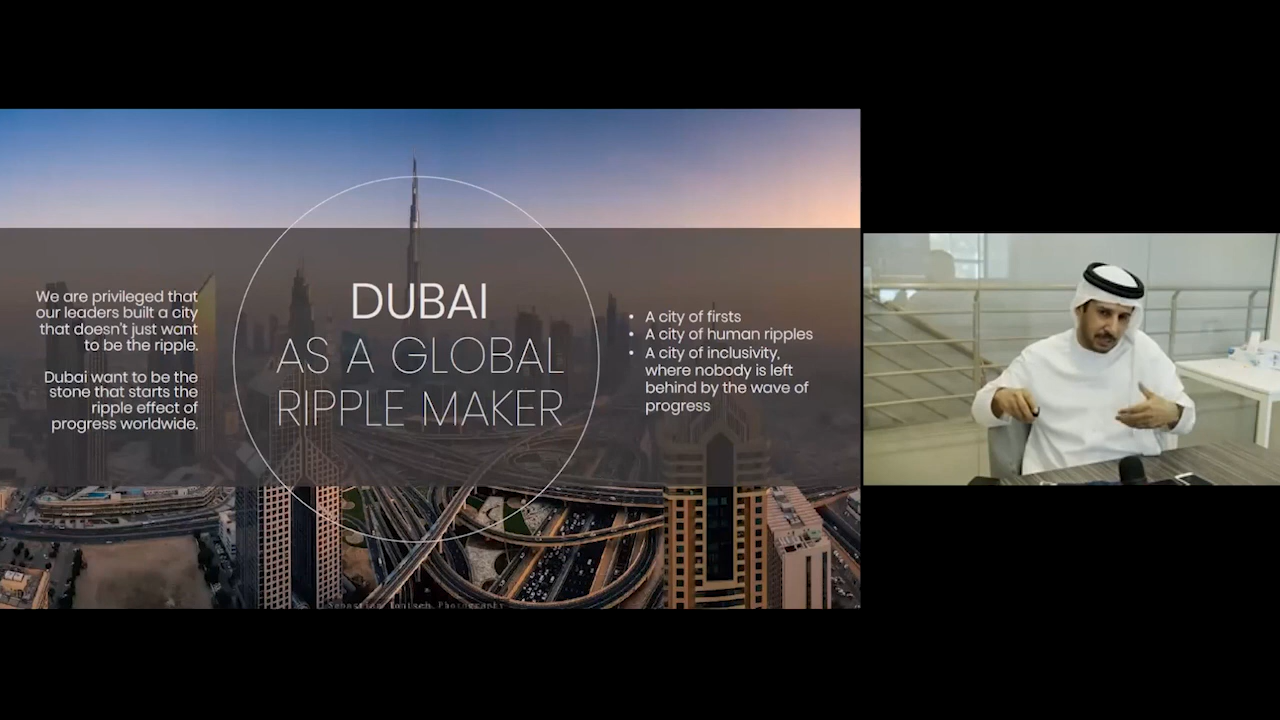 We are privileged that
our leaders built a city
that doesn't just want
to be the ripple.
Dubai want to be the
stone that starts the
ripple effect of
progress worldwide.
DUBAI
AS A GLOBAL
RIPPLE MAKER
• A city of firsts
• A city of human ripples
• A city of inclusivity,
where nobody is left
behind by the wave of
progress
Photography